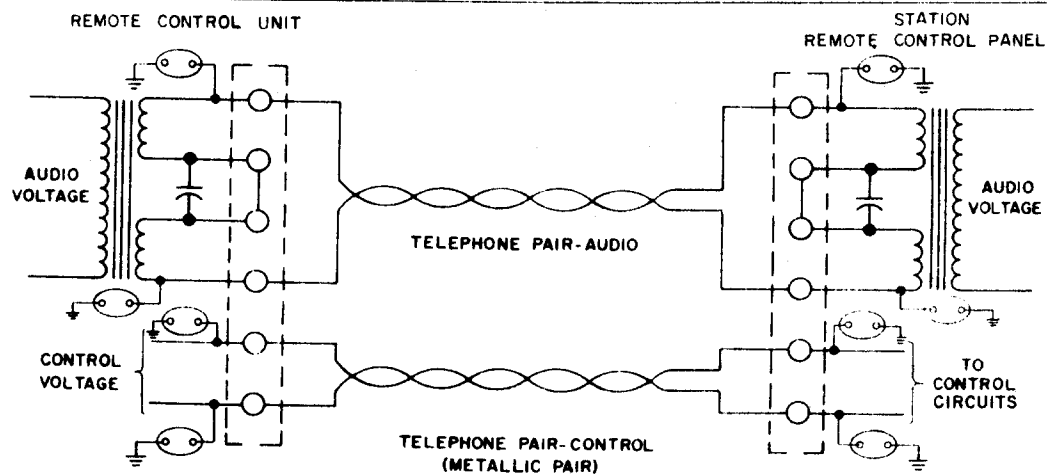 REMOTE CONTROL UNIT
STATION
REMOTE CONTROL PANEL
AUDIO
VOLTAGE
AUDIO
VOLTAGE
TELEPHONE PAIR-AUDIO
CONTROL
VOLTAGE
TO
CONTROL
CIRCUITS
TELEPHONE PAIR-CONTROL
(METALLIC PAIR)